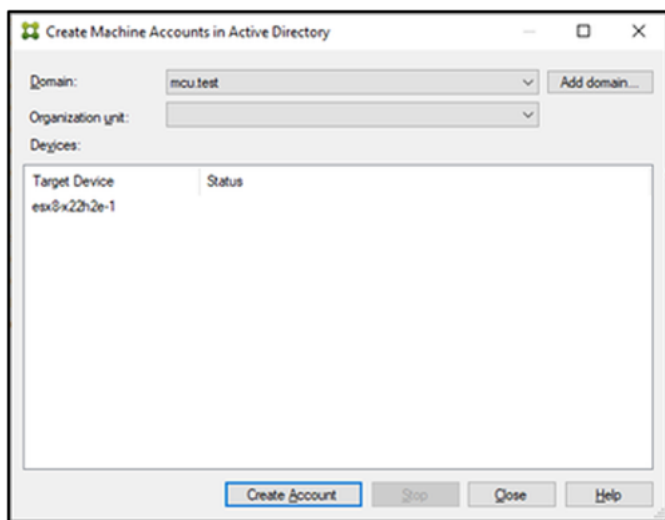 Create Machine Accounts in Active Directory
Domain: mcu.test Add domain...
Organization unit:
Devices:
Target Device Status
esx8-x22h2e-1
Create Account Stop Close Help